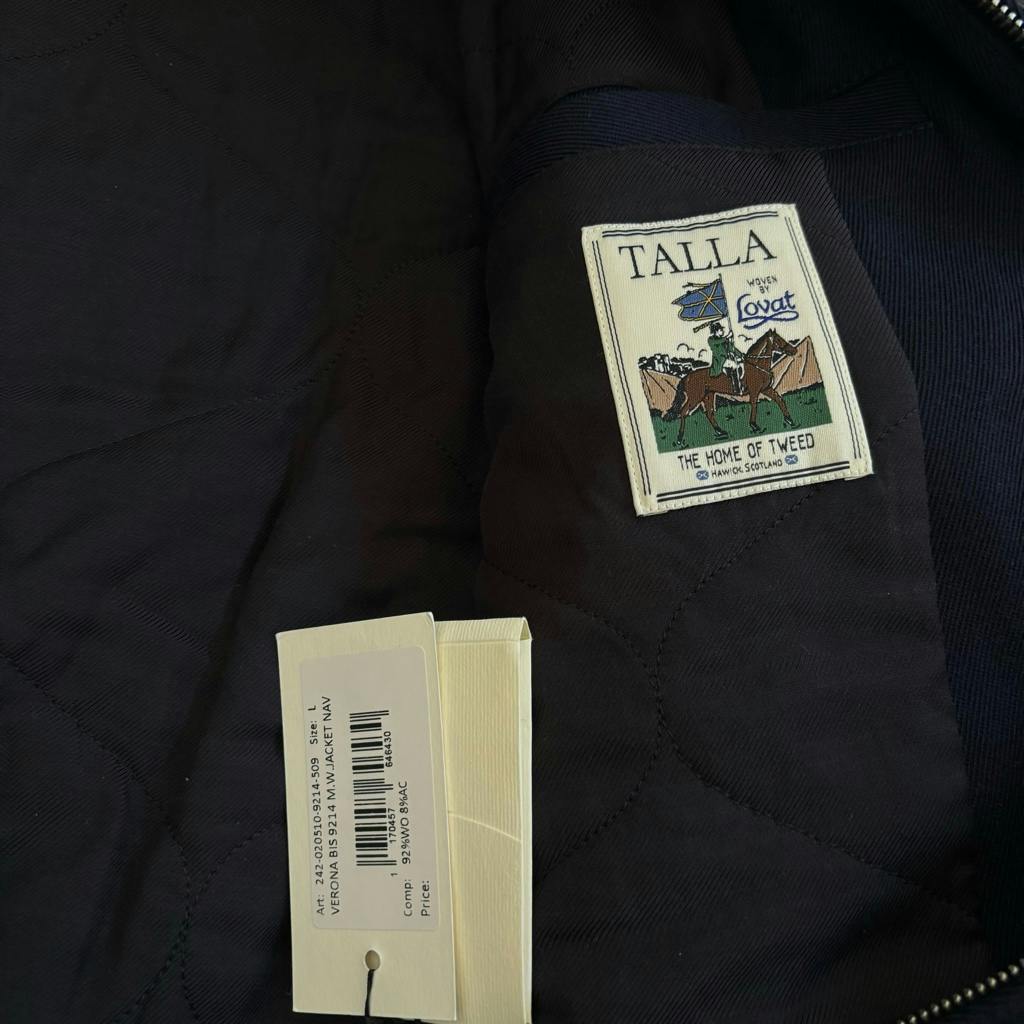 TALLA
WOVEN
BY
Lovat
THE HOME OF TWEED
HAWICK, SCOTLAND
Art: 242-020510-9214-509 Size: L
VERONA BIS 9214 M.W.JACKET NAV
1 170457 646430
Comp: 92%WO 8%AC
Price: